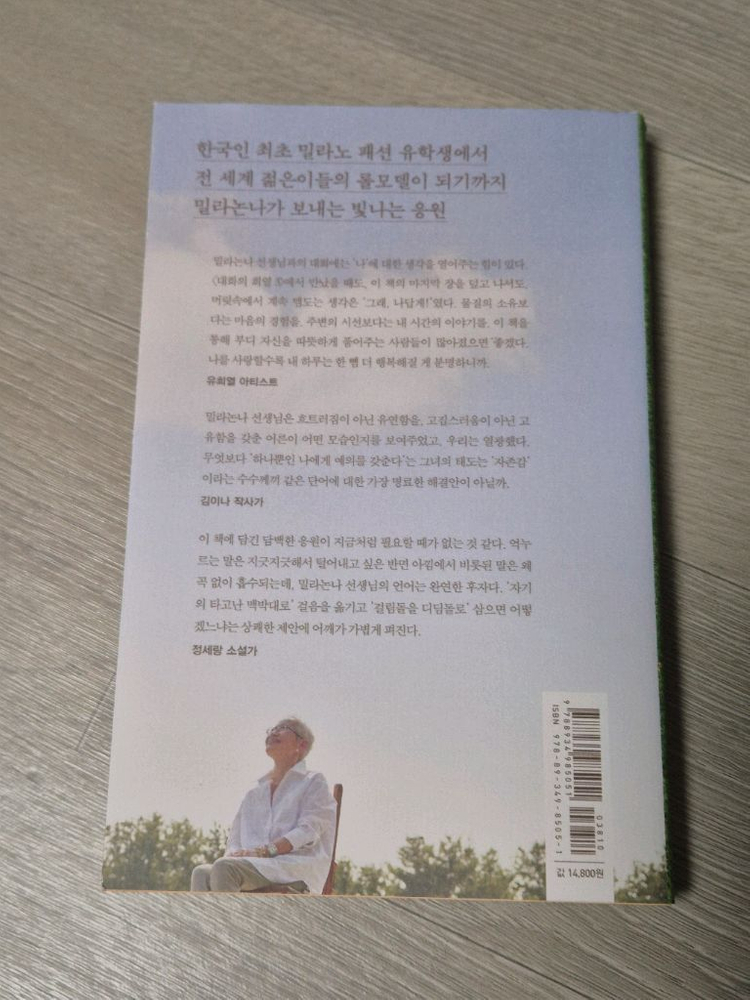 한국인 최초 밀라노 패션 유학생에서
전 세계 젊은이들의 롤모델이 되기까지
밀라논나가 보내는 빛나는 응원
밀라논나 선생님과의 대화에는 '나'에 대한 생각을 열어주는 힘이 있다.
〈대화의 희열 3〉에서 만났을 때도, 이 책의 마지막 장을 덮고 나서도,
머릿속에서 계속 맴도는 생각은 '그래, 나답게!'였다. 물질의 소유보
다는 마음의 경험을, 주변의 시선보다는 내 시간의 이야기를. 이 책을
통해 부디 자신을 따뜻하게 품어주는 사람들이 많아졌으면 좋겠다.
나를 사랑할수록 내 하루는 한 뼘 더 행복해질 게 분명하니까.
유희열 아티스트
밀라논나 선생님은 흐트러짐이 아닌 유연함을, 고집스러움이 아닌 고
유함을 갖춘 어른이 어떤 모습인지를 보여주었고, 우리는 열광했다.
무엇보다 '하나뿐인 나에게 예의를 갖춘다'는 그녀의 태도는 '자존감'
이라는 수수께끼 같은 단어에 대한 가장 명료한 해결안이 아닐까.
김이나 작사가
이 책에 담긴 담백한 응원이 지금처럼 필요할 때가 없는 것 같다. 억누
르는 말은 지긋지긋해서 털어내고 싶은 반면 아낌에서 비롯된 말은 왜
곡 없이 흡수되는데, 밀라논나 선생님의 언어는 완연한 후자다. '자기
의 타고난 맥박대로' 걸음을 옮기고 '걸림돌을 디딤돌로' 삼으면 어떻
겠느냐는 상쾌한 제안에 어깨가 가볍게 펴진다.
정세랑 소설가
9 788934 985051
03810
ISBN 978-89-349-8505-1
값 14,800원